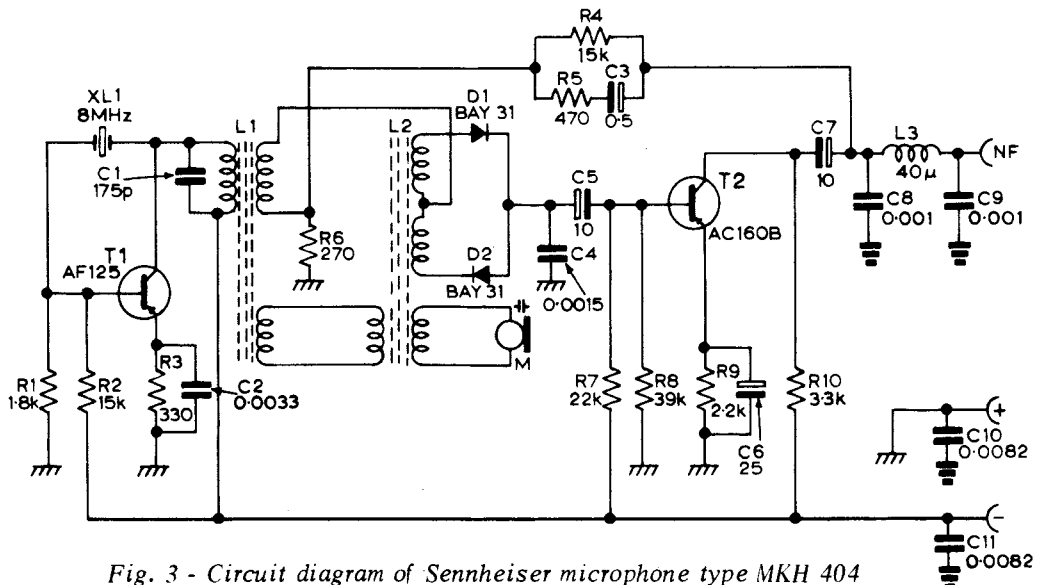 R4
15k
R5
470
C3
0·5
XL1
8MHz
C1
175p
L1
L2
D1
BAY 31
D2
BAY 31
C5
10
C4
0·0015
T2
AC160B
C7
10
L3
40μ
NF
C8
0·001
C9
0·001
T1
AF125
R6
270
M
R1
1·8k
R2
15k
R3
330
C2
0·0033
R7
22k
R8
39k
R9
2·2k
C6
25
R10
3·3k
+
C10
0·0082
-
C11
0·0082
Fig. 3 - Circuit diagram of Sennheiser microphone type MKH 404